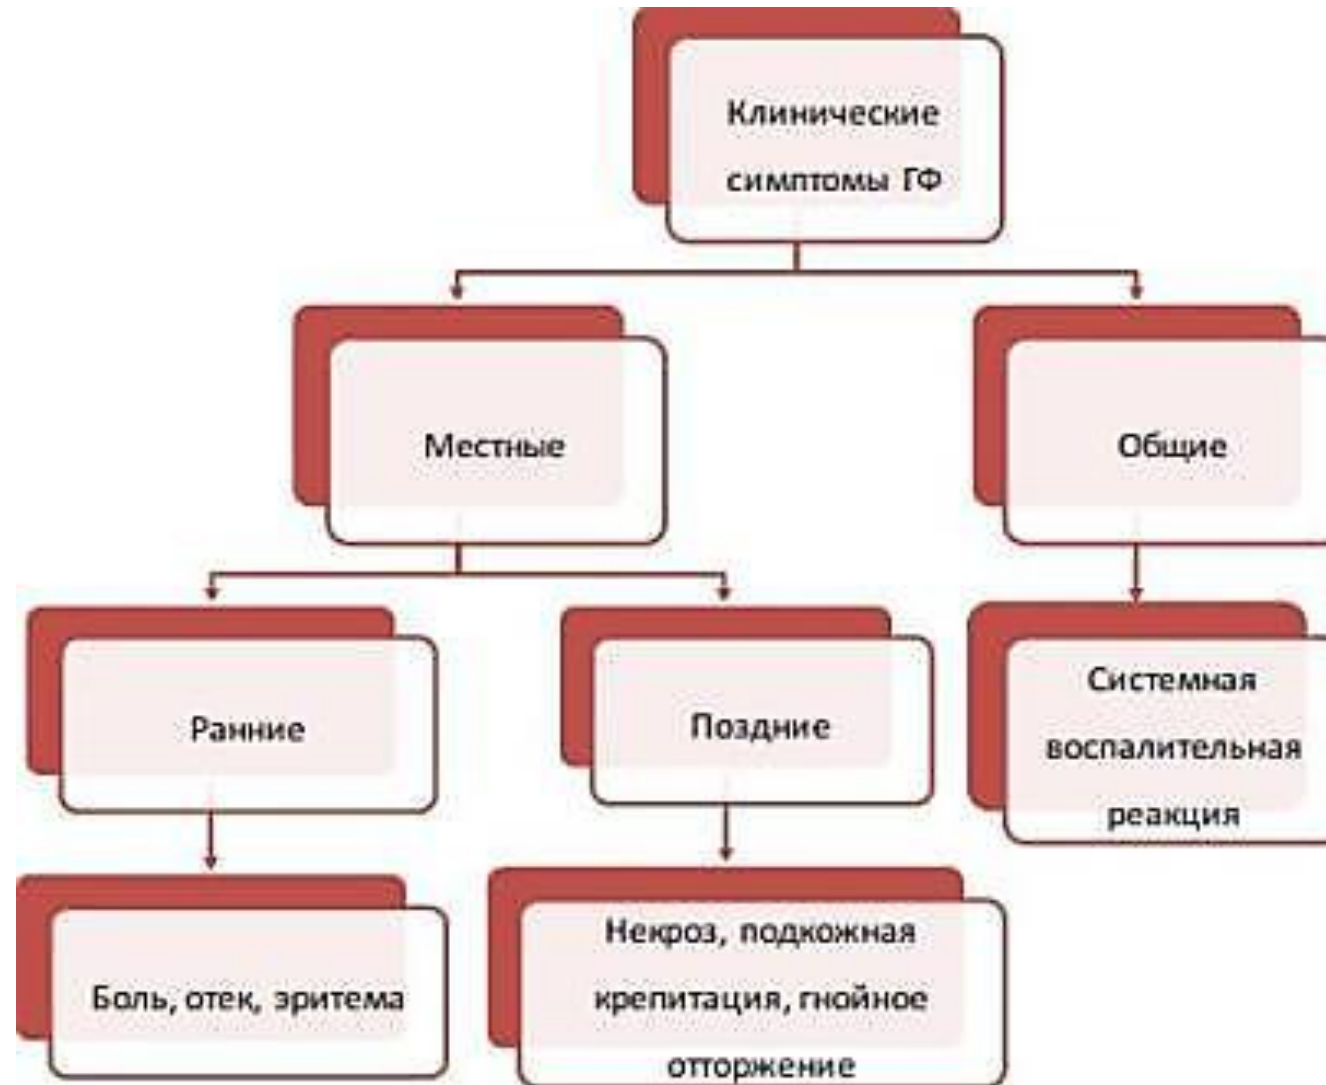 Клинические
симптомы ГФ
Местные
Общие
Ранние
Поздние
Системная
воспалительная
реакция
Боль, отек, эритема
Некроз, подкожная
крепитация, гнойное
отторжение